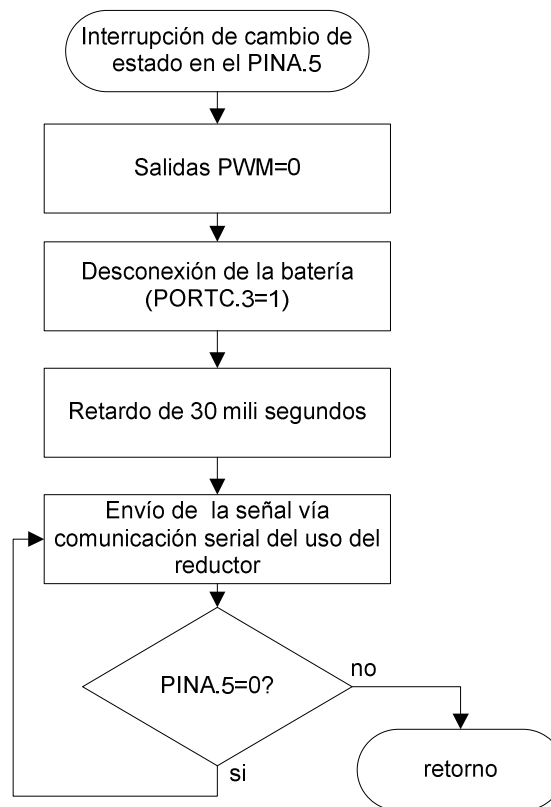 Interrupción de cambio de
estado en el PINA.5
Salidas PWM=0
Desconexión de la batería
(PORTC.3=1)
Retardo de 30 mili segundos
Envío de la señal vía
comunicación serial del uso del
reductor
PINA.5=0?
no
si
retorno